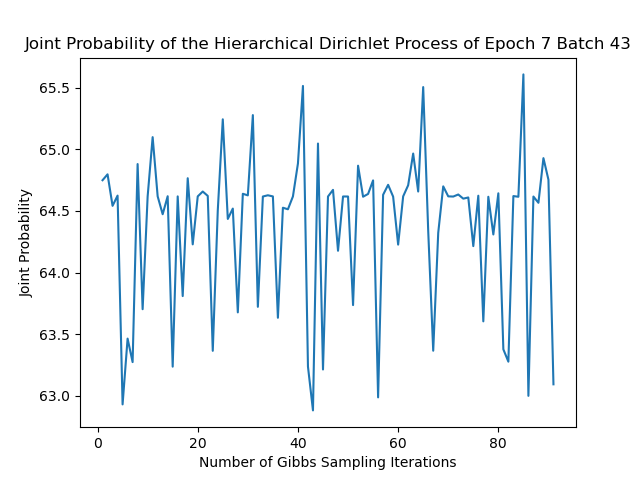 Joint Probability of the Hierarchical Dirichlet Process of Epoch 7 Batch 43
65.5
65.0
64.5
64.0
63.5
63.0
Joint Probability
0 20 40 60 80
Number of Gibbs Sampling Iterations